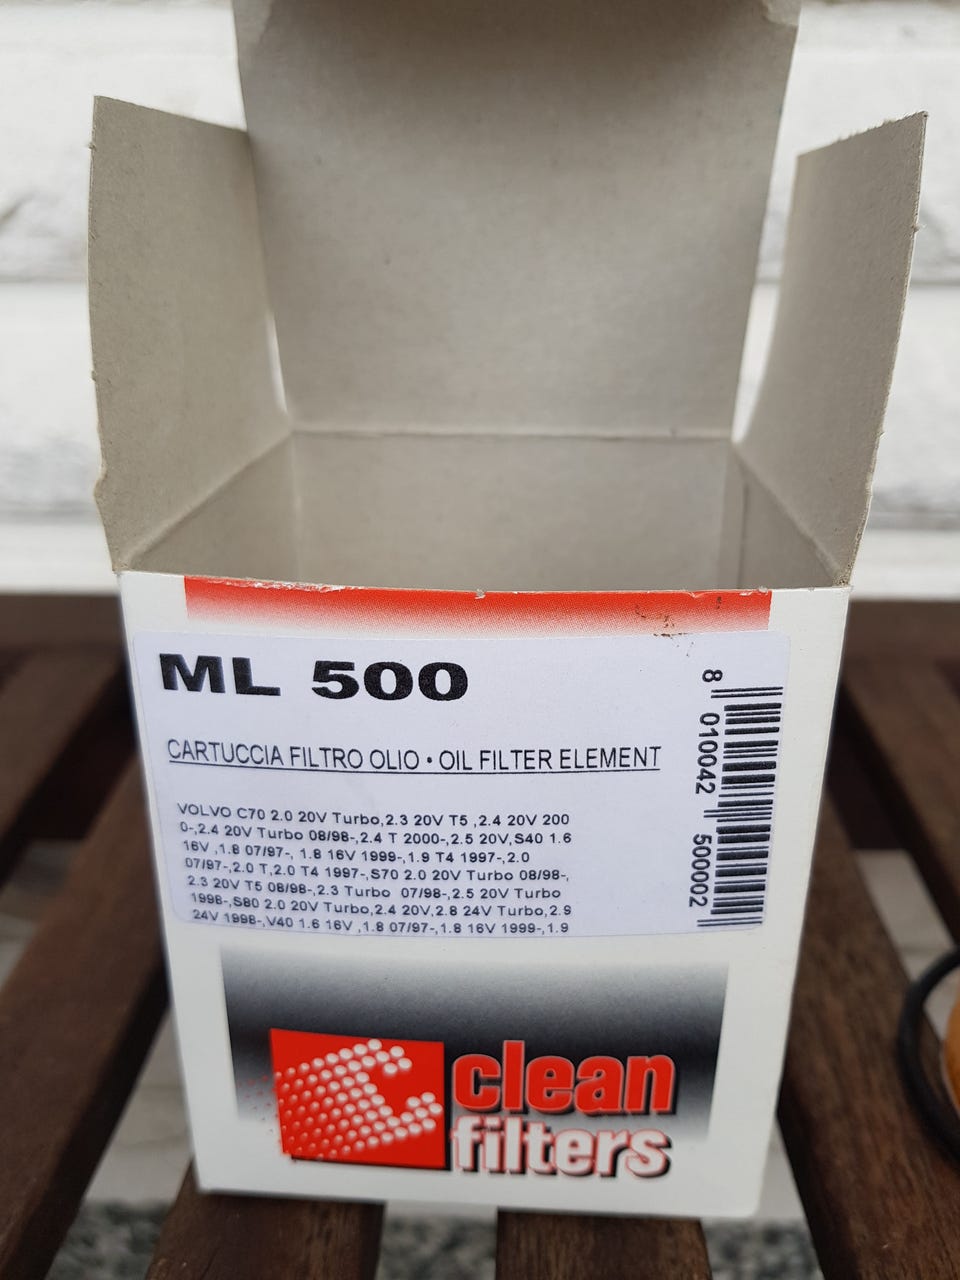 ML 500
CARTUCCIA FILTRO OLIO • OIL FILTER ELEMENT
VOLVO C70 2.0 20V Turbo,2.3 20V T5 ,2.4 20V 200
0-,2.4 20V Turbo 08/98-,2.4 T 2000-,2.5 20V,S40 1.6
16V ,1.8 07/97-, 1.8 16V 1999-,1.9 T4 1997-,2.0
07/97-,2.0 T,2.0 T4 1997-,S70 2.0 20V Turbo 08/98-,
2.3 20V T5 08/98-,2.3 Turbo 07/98-,2.5 20V Turbo
1998-,S80 2.0 20V Turbo,2.4 20V,2.8 24V Turbo,2.9
24V 1998-,V40 1.6 16V ,1.8 07/97-,1.8 16V 1999-,1.9
8 010042 500002
clean
filters